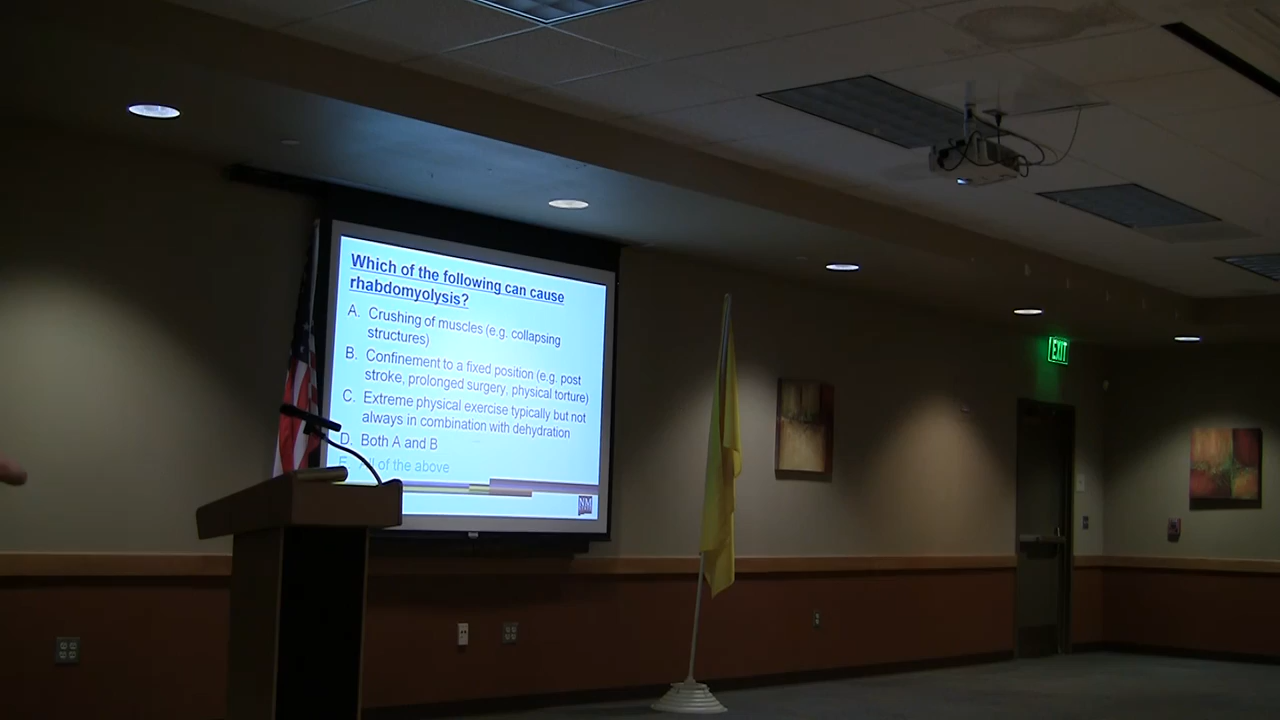 Which of the following can cause
rhabdomyolysis?
A. Crushing of muscles (e.g. collapsing
structures)
B. Confinement to a fixed position (e.g. post
stroke, prolonged surgery, physical torture)
C. Extreme physical exercise typically but not
always in combination with dehydration
D. Both A and B
E. All of the above
NM
EXIT